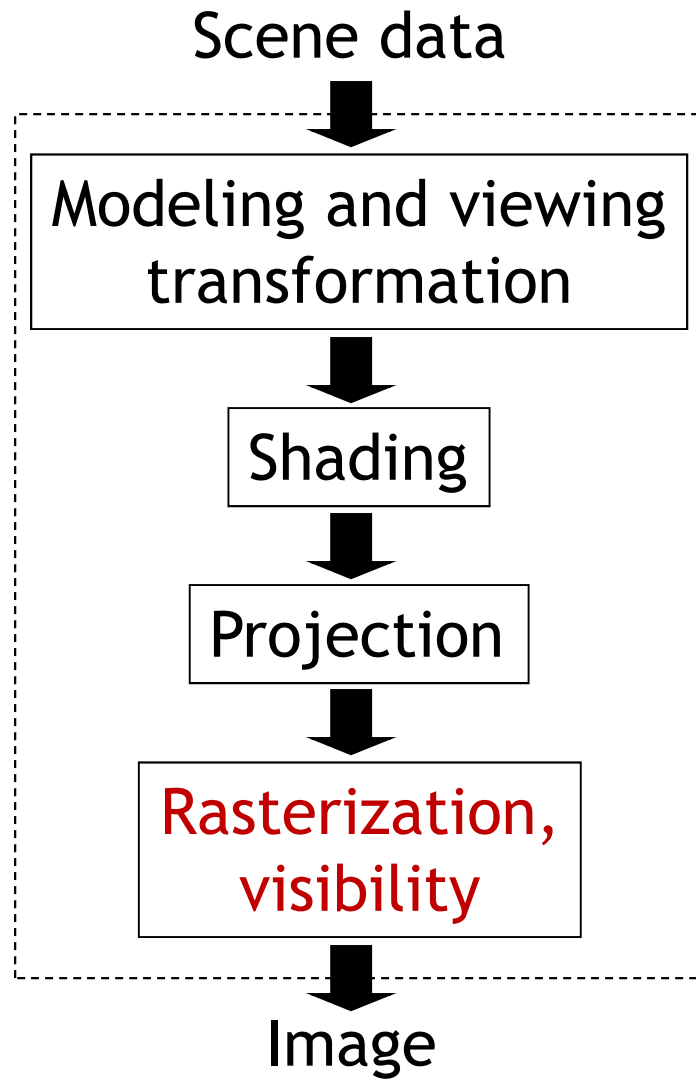 Scene data
Modeling and viewing
transformation
Shading
Projection
Rasterization,
visibility
Image